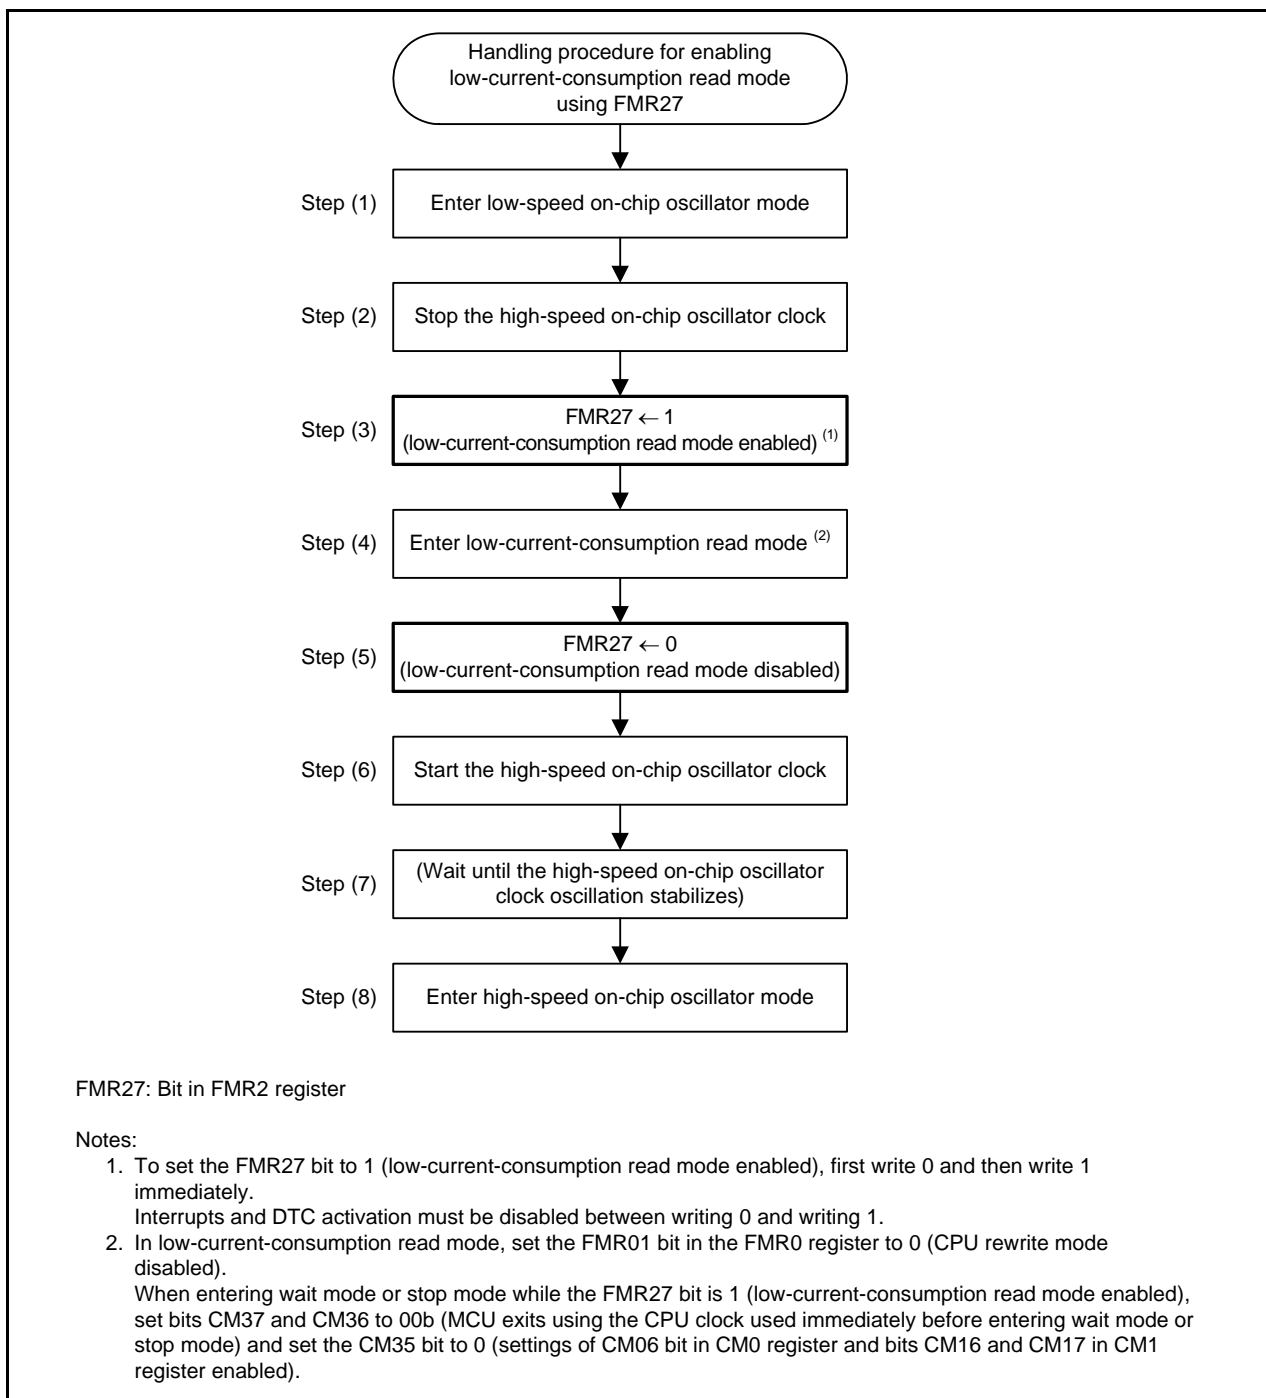 Handling procedure for enabling
low-current-consumption read mode
using FMR27
Step (1)
Enter low-speed on-chip oscillator mode
Step (2)
Stop the high-speed on-chip oscillator clock
Step (3)
FMR27 ← 1
(low-current-consumption read mode enabled) (1)
Step (4)
Enter low-current-consumption read mode (2)
Step (5)
FMR27 ← 0
(low-current-consumption read mode disabled)
Step (6)
Start the high-speed on-chip oscillator clock
Step (7)
(Wait until the high-speed on-chip oscillator
clock oscillation stabilizes)
Step (8)
Enter high-speed on-chip oscillator mode
FMR27: Bit in FMR2 register
Notes:
1. To set the FMR27 bit to 1 (low-current-consumption read mode enabled), first write 0 and then write 1
immediately.
Interrupts and DTC activation must be disabled between writing 0 and writing 1.
2. In low-current-consumption read mode, set the FMR01 bit in the FMR0 register to 0 (CPU rewrite mode
disabled).
When entering wait mode or stop mode while the FMR27 bit is 1 (low-current-consumption read mode enabled),
set bits CM37 and CM36 to 00b (MCU exits using the CPU clock used immediately before entering wait mode or
stop mode) and set the CM35 bit to 0 (settings of CM06 bit in CM0 register and bits CM16 and CM17 in CM1
register enabled).